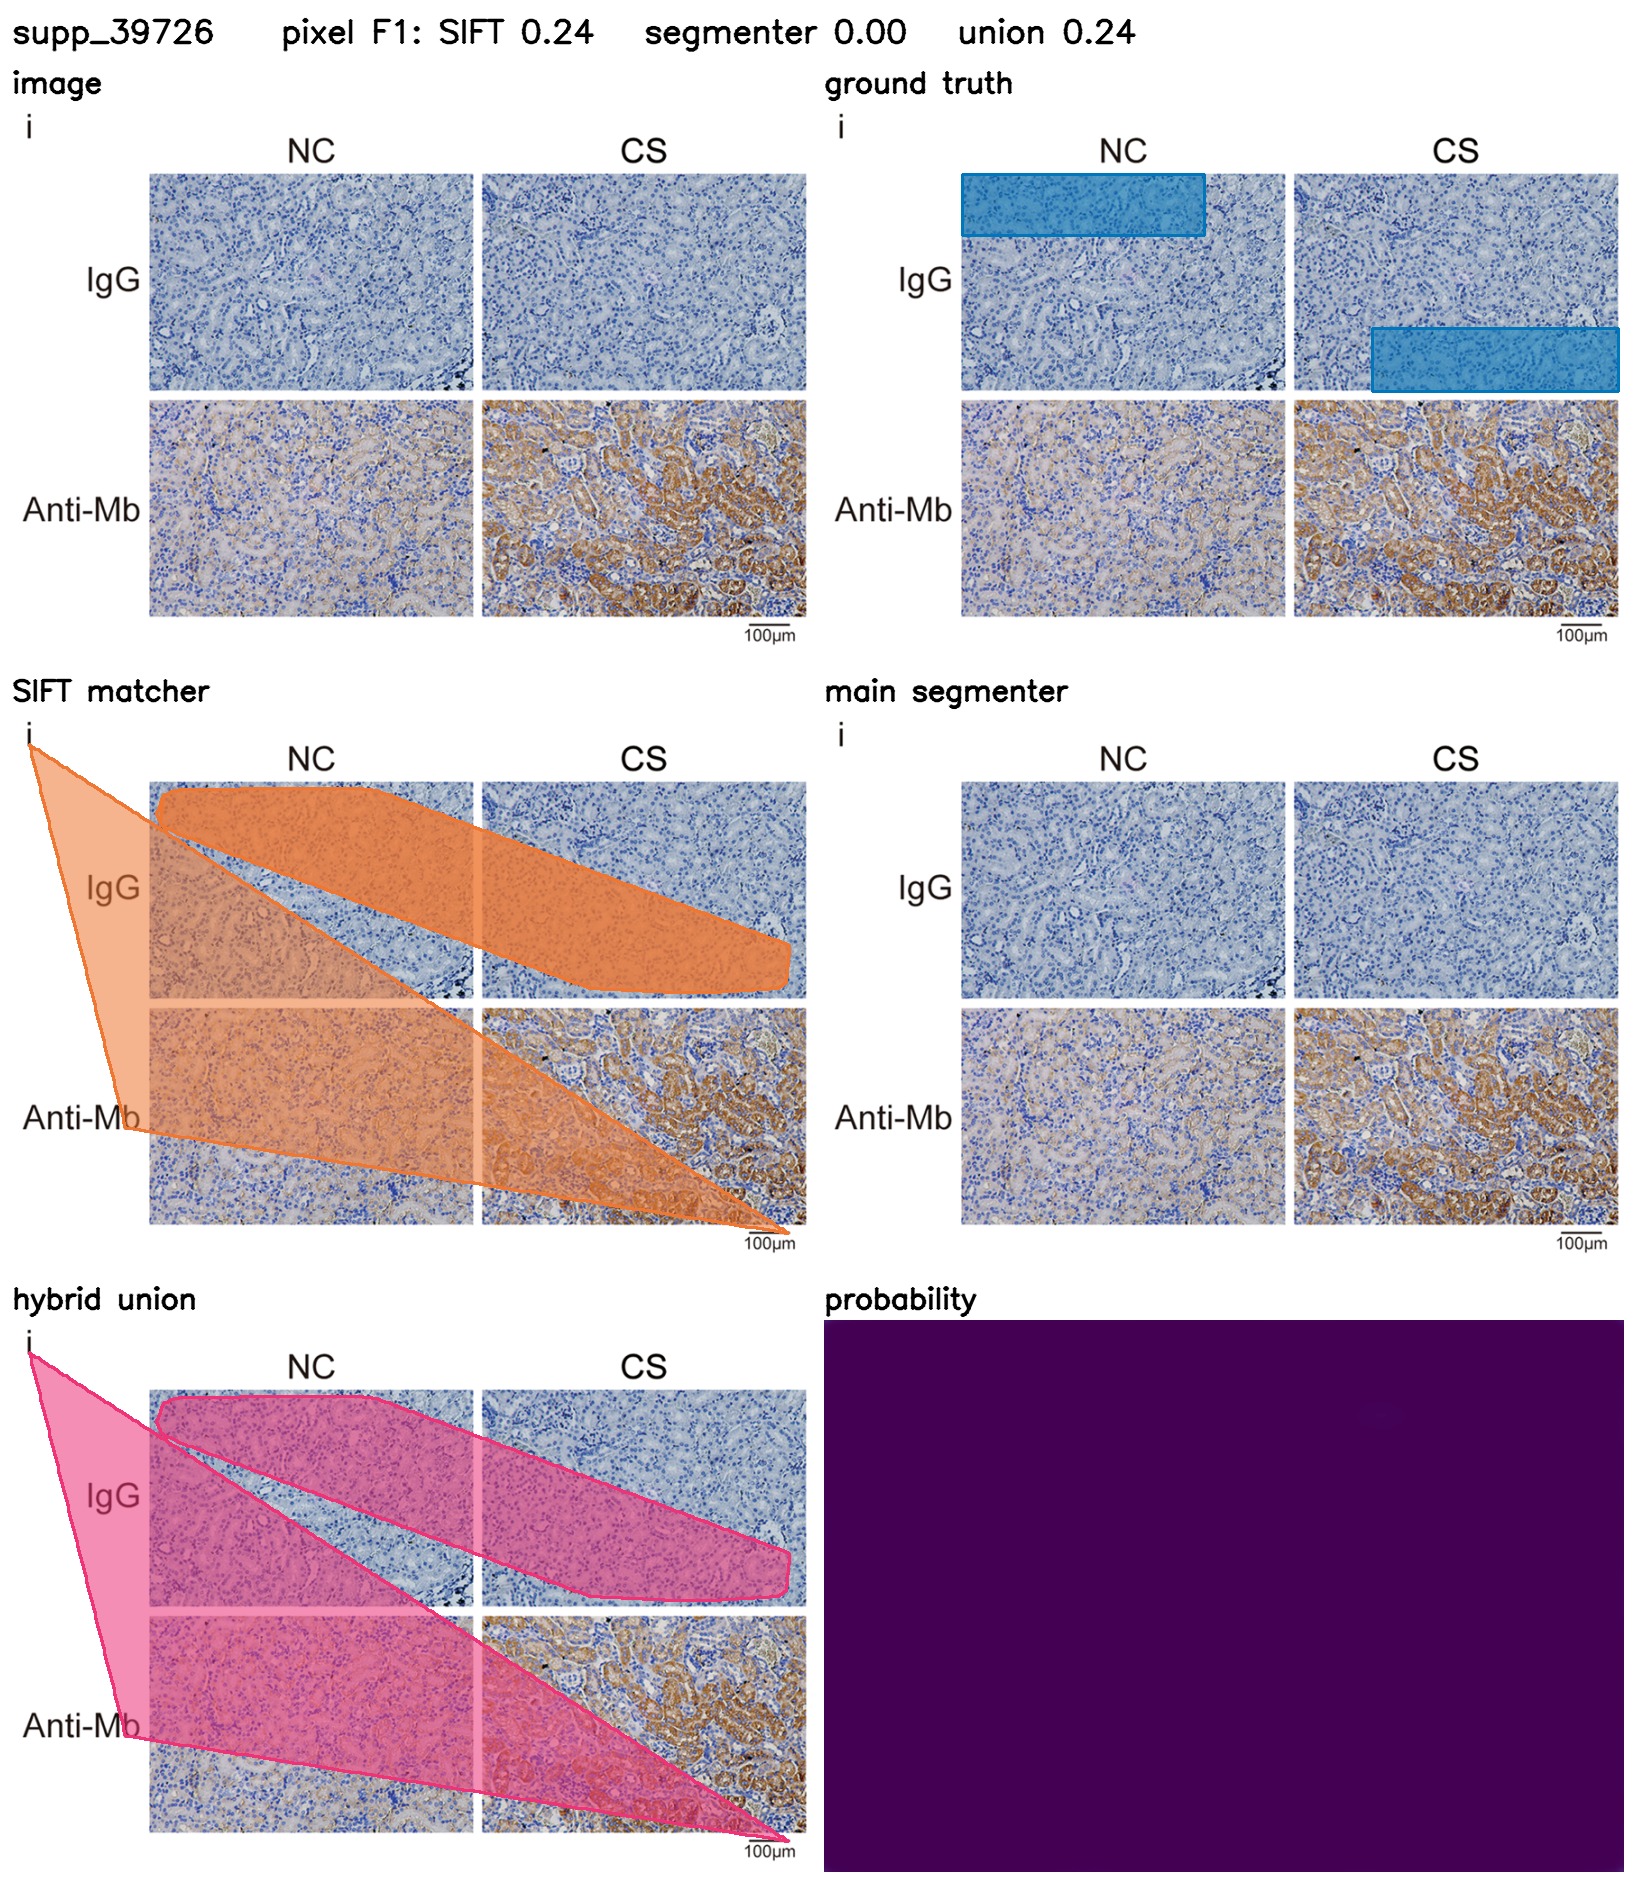 supp_39726 pixel F1: SIFT 0.24 segmenter 0.00 union 0.24
image ground truth
i i
NC CS NC CS
IgG IgG
Anti-Mb Anti-Mb
100µm 100µm
SIFT matcher main segmenter
i i
NC CS NC CS
IgG IgG
Anti-Mb Anti-Mb
100µm 100µm
hybrid union probability
i
NC CS
IgG
Anti-Mb
100µm